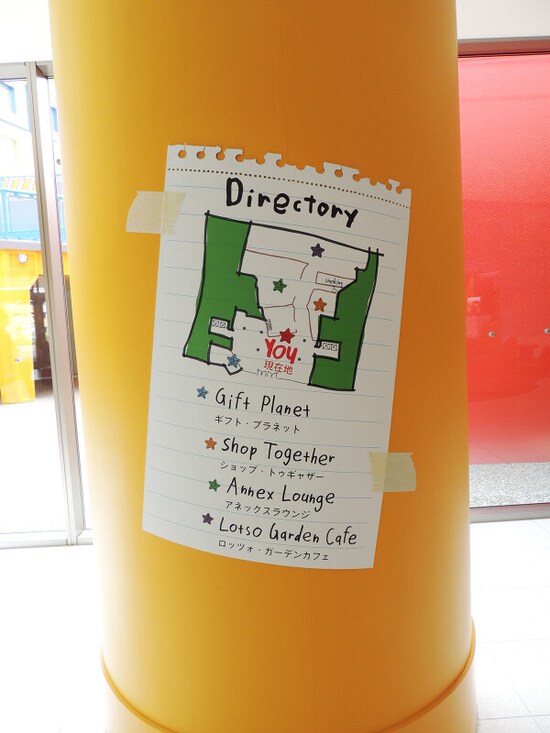 Directory
smoking
You
現在地
Gift Planet
ギフト・プラネット
Shop Together
ショップ・トゥギャザー
Annex Lounge
アネックスラウンジ
Lotso Garden Cafe
ロッツォ・ガーデンカフェ